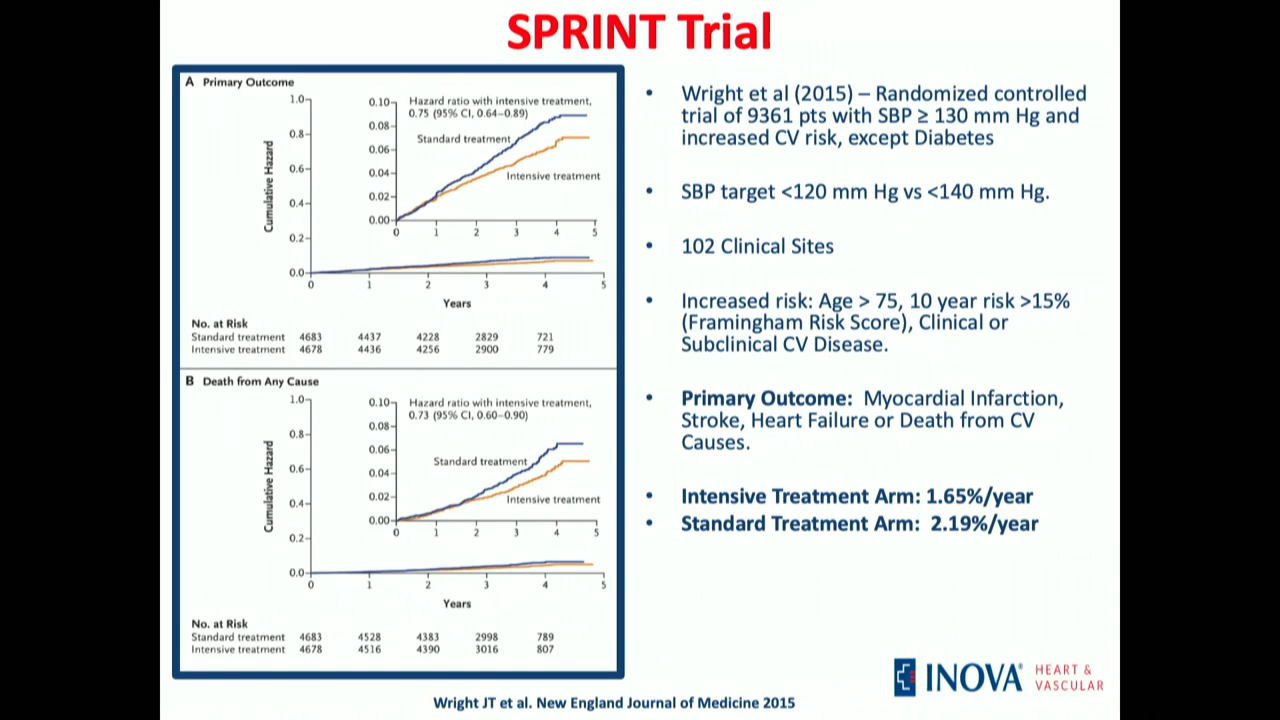 SPRINT Trial
A Primary Outcome
1.0
0.8
0.6
0.4
0.2
0.0
Cumulative Hazard
0.10
0.08
0.06
0.04
0.02
0.00
Hazard ratio with intensive treatment,
0.75 (95% CI, 0.64–0.89)
Standard treatment
Intensive treatment
0 1 2 3 4 5
0 1 2 3 4 5
Years
No. at Risk
Standard treatment 4683 4437 4228 2829 721
Intensive treatment 4678 4436 4256 2900 779
B Death from Any Cause
1.0
0.8
0.6
0.4
0.2
0.0
Cumulative Hazard
0.10
0.08
0.06
0.04
0.02
0.00
Hazard ratio with intensive treatment,
0.73 (95% CI, 0.60–0.90)
Standard treatment
Intensive treatment
0 1 2 3 4 5
0 1 2 3 4 5
Years
No. at Risk
Standard treatment 4683 4528 4383 2998 789
Intensive treatment 4678 4516 4390 3016 807
• Wright et al (2015) – Randomized controlled
trial of 9361 pts with SBP ≥ 130 mm Hg and
increased CV risk, except Diabetes
• SBP target <120 mm Hg vs <140 mm Hg.
• 102 Clinical Sites
• Increased risk: Age > 75, 10 year risk >15%
(Framingham Risk Score), Clinical or
Subclinical CV Disease.
• Primary Outcome: Myocardial Infarction,
Stroke, Heart Failure or Death from CV
Causes.
• Intensive Treatment Arm: 1.65%/year
• Standard Treatment Arm: 2.19%/year
INOVA® HEART &
VASCULAR
Wright JT et al. New England Journal of Medicine 2015